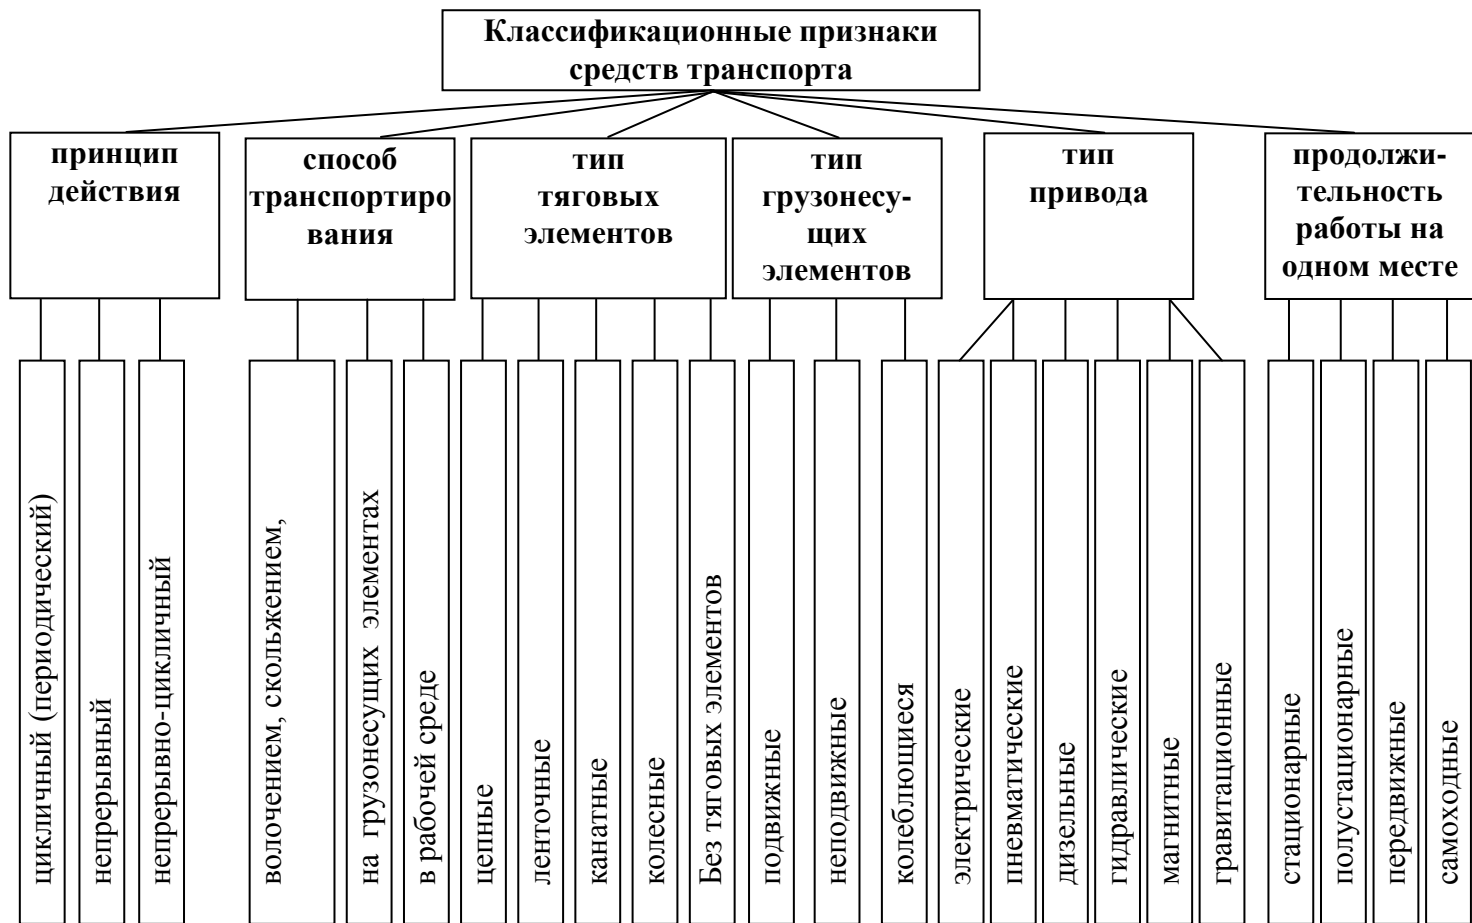 Классификационные признаки
средств транспорта
принцип
действия
способ
транспортиро
вания
тип
тяговых
элементов
тип
грузонесу-
щих
элементов
тип
привода
продолжи-
тельность
работы на
одном месте
цикличный (периодический)
непрерывный
непрерывно-цикличный
волочением, скольжением,
на грузонесущих элементах
в рабочей среде
цепные
ленточные
канатные
колесные
Без тяговых элементов
подвижные
неподвижные
колеблющиеся
электрические
пневматические
дизельные
гидравлические
магнитные
гравитационные
стационарные
полустационарные
передвижные
самоходные